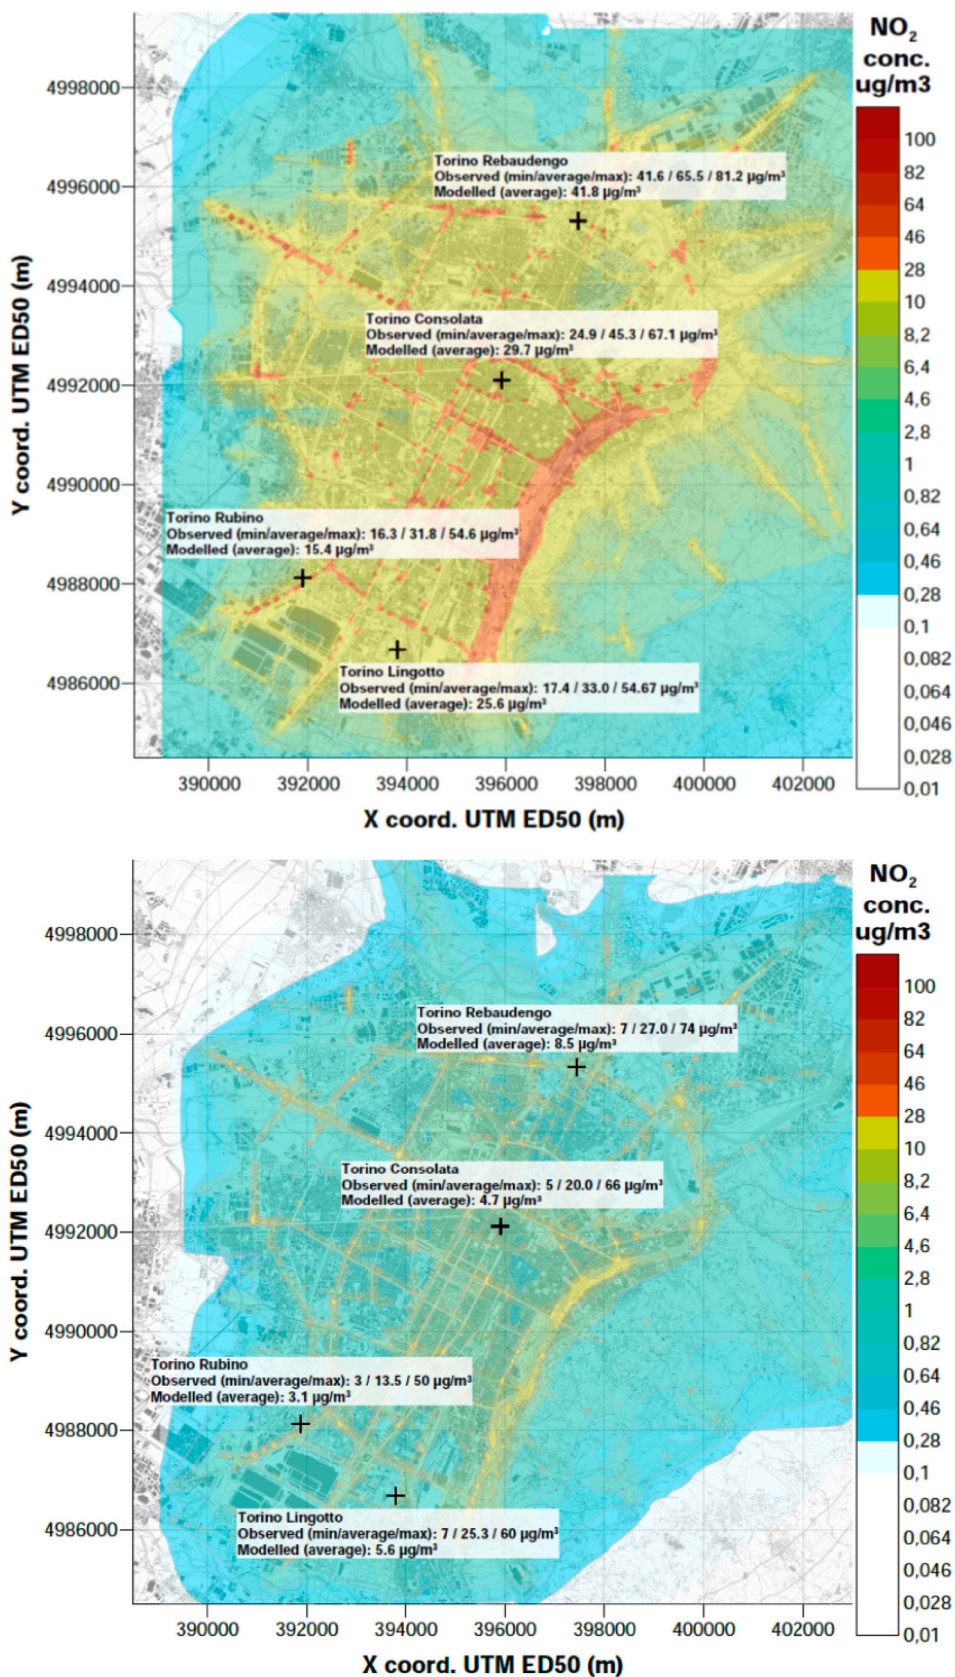 NO2
conc.
ug/m3
4998000
4996000
4994000
4992000
4990000
4988000
4986000
Y coord. UTM ED50 (m)
Torino Rebaudengo
Observed (min/average/max): 41.6 / 65.5 / 81.2 µg/m³
Modelled (average): 41.8 µg/m³
Torino Consolata
Observed (min/average/max): 24.9 / 45.3 / 67.1 µg/m³
Modelled (average): 29.7 µg/m³
Torino Rubino
Observed (min/average/max): 16.3 / 31.8 / 54.6 µg/m³
Modelled (average): 15.4 µg/m³
Torino Lingotto
Observed (min/average/max): 17.4 / 33.0 / 54.67 µg/m³
Modelled (average): 25.6 µg/m³
100
82
64
46
28
10
8,2
6,4
4,6
2,8
1
0,82
0,64
0,46
0,28
0,1
0,082
0,064
0,046
0,028
0,01
390000 392000 394000 396000 398000 400000 402000
X coord. UTM ED50 (m)
NO2
conc.
ug/m3
4998000
4996000
4994000
4992000
4990000
4988000
4986000
Y coord. UTM ED50 (m)
Torino Rebaudengo
Observed (min/average/max): 7 / 27.0 / 74 µg/m³
Modelled (average): 8.5 µg/m³
Torino Consolata
Observed (min/average/max): 5 / 20.0 / 66 µg/m³
Modelled (average): 4.7 µg/m³
Torino Rubino
Observed (min/average/max): 3 / 13.5 / 50 µg/m³
Modelled (average): 3.1 µg/m³
Torino Lingotto
Observed (min/average/max): 7 / 25.3 / 60 µg/m³
Modelled (average): 5.6 µg/m³
100
82
64
46
28
10
8,2
6,4
4,6
2,8
1
0,82
0,64
0,46
0,28
0,1
0,082
0,064
0,046
0,028
0,01
390000 392000 394000 396000 398000 400000 402000
X coord. UTM ED50 (m)